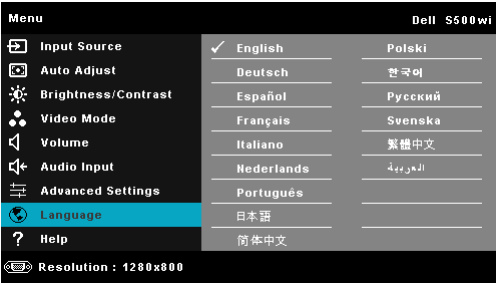 Menu
Dell S500wi
Input Source
Auto Adjust
Brightness/Contrast
Video Mode
Volume
Audio Input
Advanced Settings
Language
Help
English
Deutsch
Español
Français
Italiano
Nederlands
Português
日本語
简体中文
Polski
한국어
Русский
Svenska
繁體中文
العربية
Resolution : 1280x800